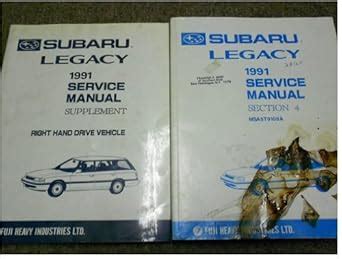 SUBARU
LEGACY
1991
SERVICE
MANUAL
SUPPLEMENT
RIGHT HAND DRIVE VEHICLE
FUJI HEAVY INDUSTRIES LTD.
SUBARU
LEGACY
1991
SERVICE
MANUAL
SECTION 4
FUJI HEAVY INDUSTRIES LTD.